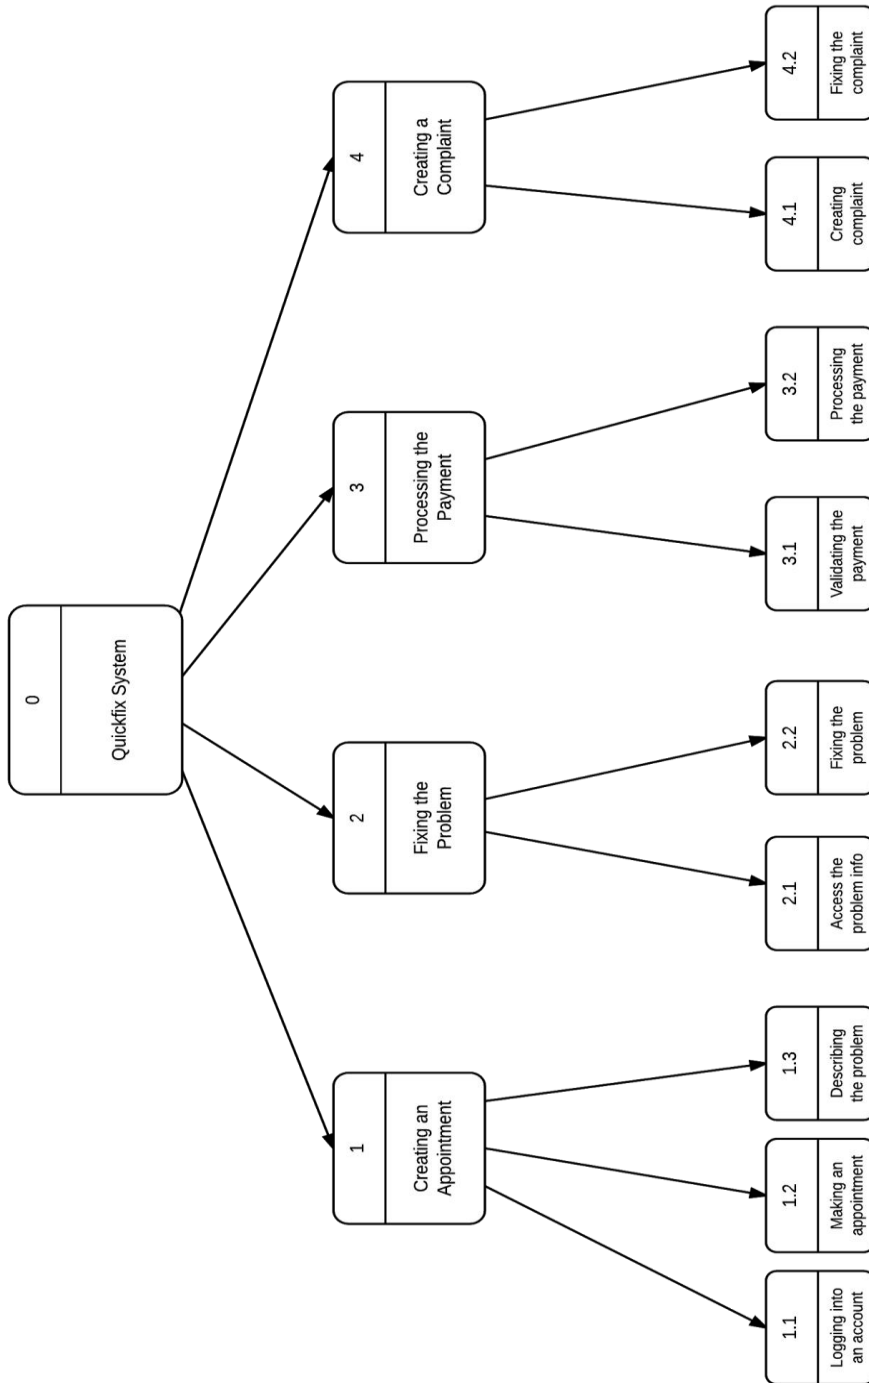 0
Quickfix System
1
Creating an
Appointment
2
Fixing the
Problem
3
Processing the
Payment
4
Creating a
Complaint
1.1
Logging into
an account
1.2
Making an
appointment
1.3
Describing
the problem
2.1
Access the
problem info
2.2
Fixing the
problem
3.1
Validating the
payment
3.2
Processing
the payment
4.1
Creating
complaint
4.2
Fixing the
complaint